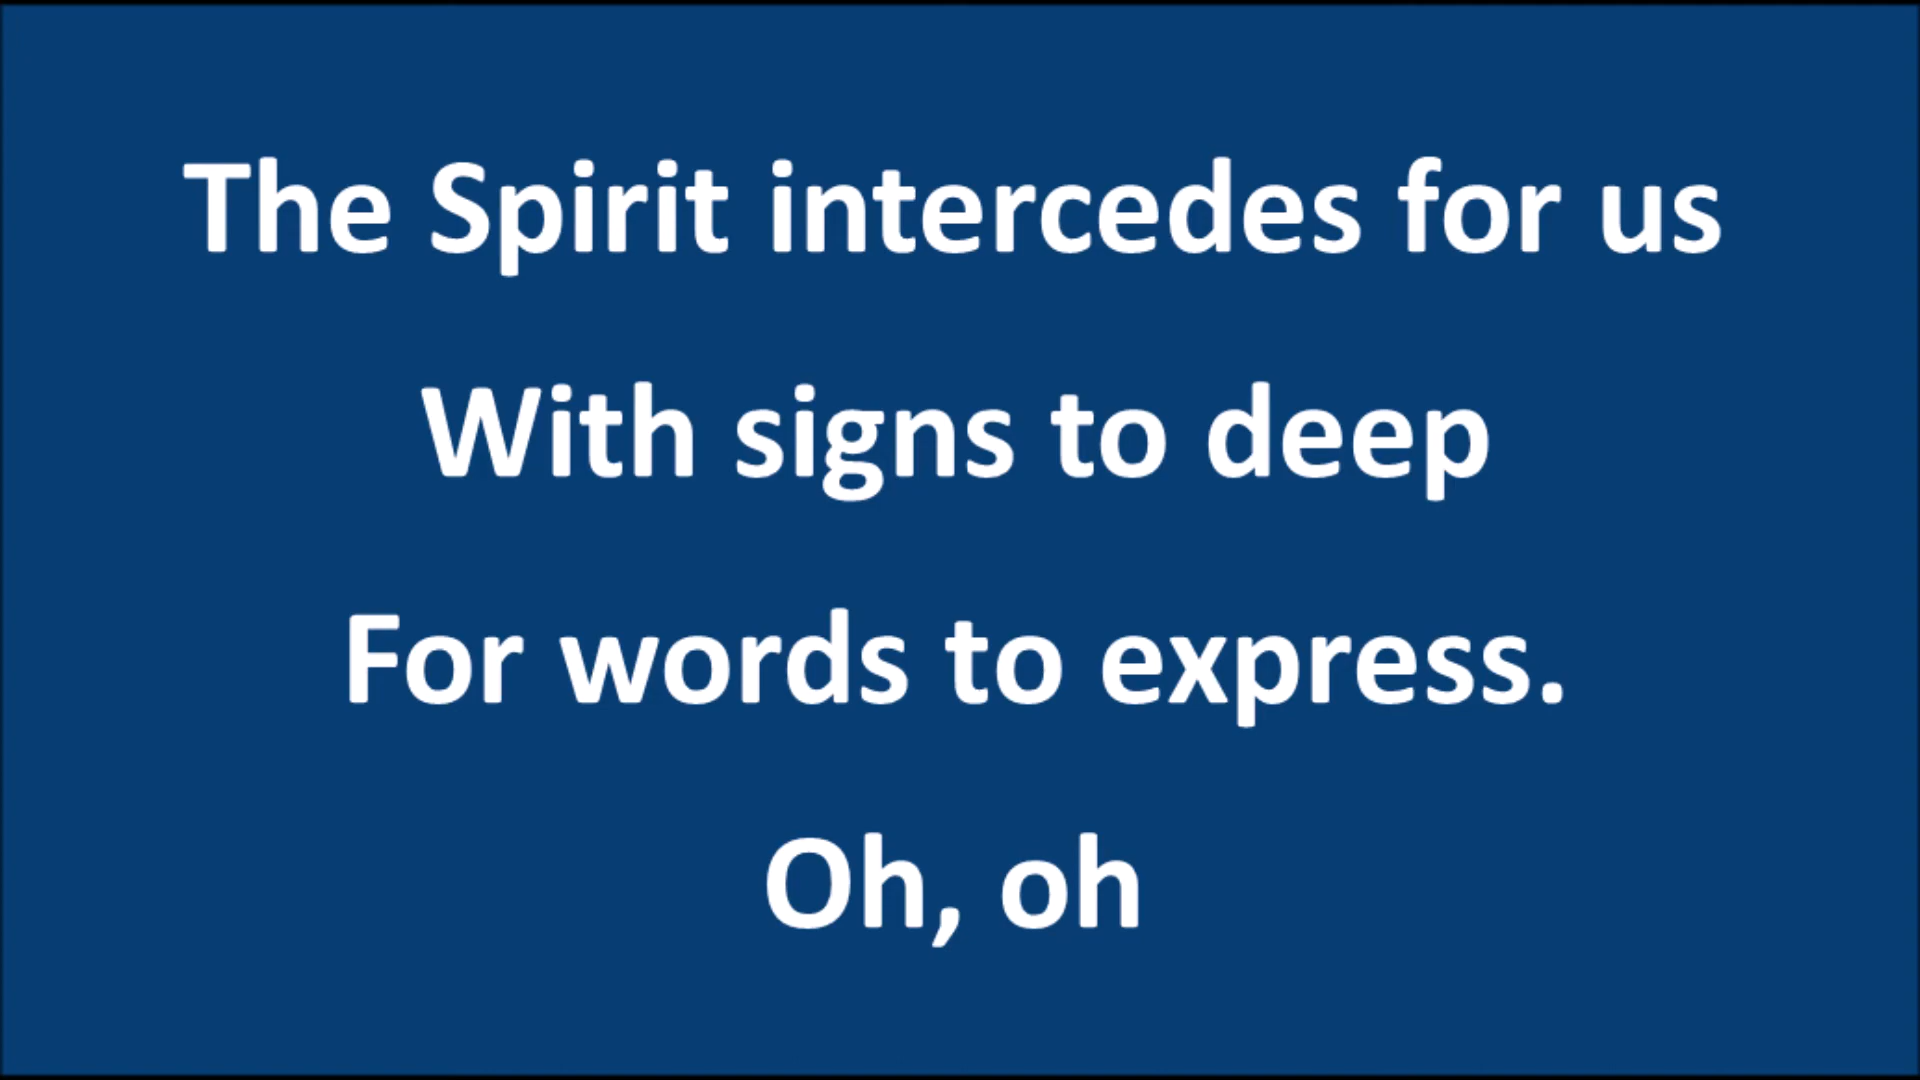 The Spirit intercedes for us
With signs to deep
For words to express.
Oh, oh